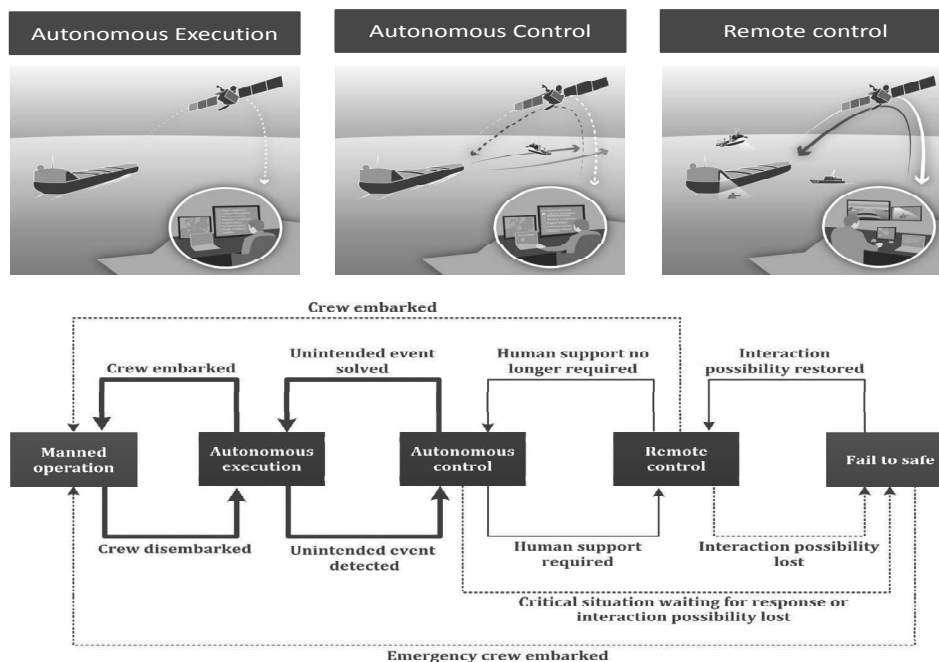 Autonomous Execution
Autonomous Control
Remote control
Crew embarked
Crew embarked
Unintended event
solved
Human support no
longer required
Interaction
possibility restored
Manned
operation
Autonomous
execution
Autonomous
control
Remote
control
Fail to safe
Crew disembarked
Unintended event
detected
Human support
required
Interaction possibility
lost
Critical situation waiting for response or
interaction possibility lost
Emergency crew embarked